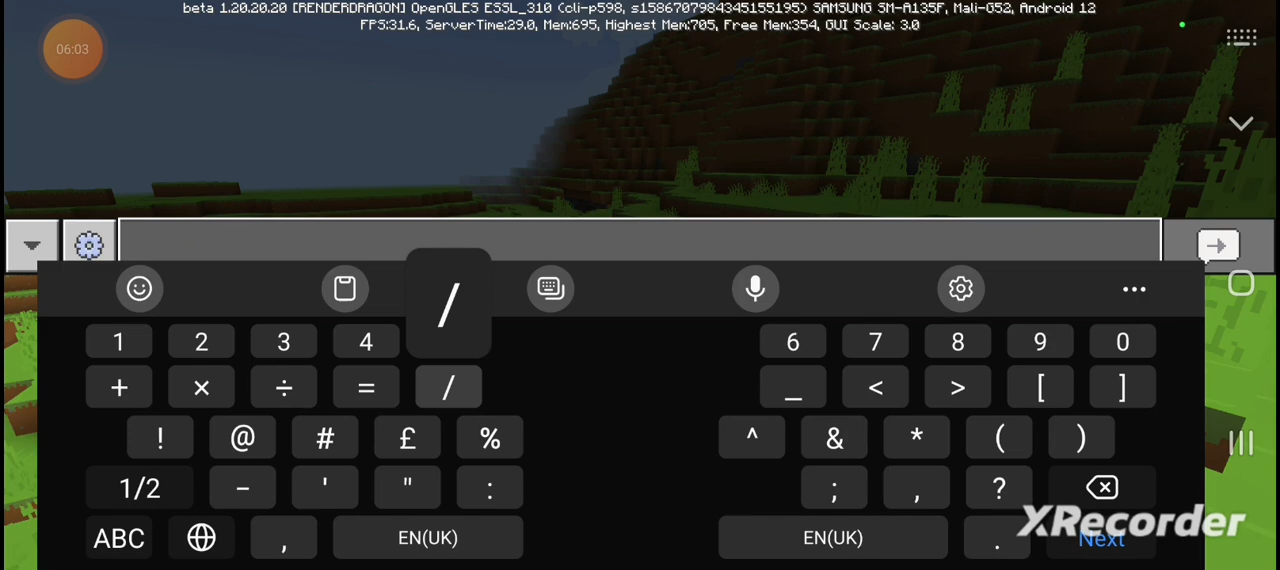 beta 1.20.20.20 [RENDERDRAGON] OpenGLES ESSL_310 (cli-p598, s1586707984345155195) SAMSUNG SM-A135F, Mali-G52, Android 12
FPS:31.6, ServerTime:29.0, Mem:695, Highest Mem:705, Free Mem:354, GUI Scale: 3.0
06:03
/
1 2 3 4 6 7 8 9 0
+ × ÷ = / _ < > [ ]
! @ # £ % ^ & * ( )
1/2 - ' " : ; , ?
ABC , EN(UK) EN(UK) . Next
XRecorder